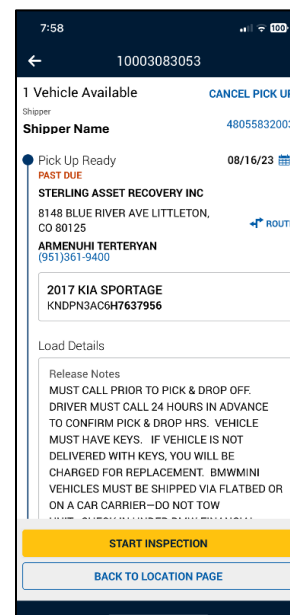 7:58
100
10003083053
1 Vehicle Available
CANCEL PICK UP
Shipper
Shipper Name
4805583203
Pick Up Ready
08/16/23
PAST DUE
STERLING ASSET RECOVERY INC
8148 BLUE RIVER AVE LITTLETON,
CO 80125
ROUTE
ARMENUHI TERTERYAN
(951)361-9400
2017 KIA SPORTAGE
KNDPN3AC6H7637956
Load Details
Release Notes
MUST CALL PRIOR TO PICK & DROP OFF.
DRIVER MUST CALL 24 HOURS IN ADVANCE
TO CONFIRM PICK & DROP HRS. VEHICLE
MUST HAVE KEYS. IF VEHICLE IS NOT
DELIVERED WITH KEYS, YOU WILL BE
CHARGED FOR REPLACEMENT. BMWMINI
VEHICLES MUST BE SHIPPED VIA FLATBED OR
ON A CAR CARRIER—DO NOT TOW
START INSPECTION
BACK TO LOCATION PAGE